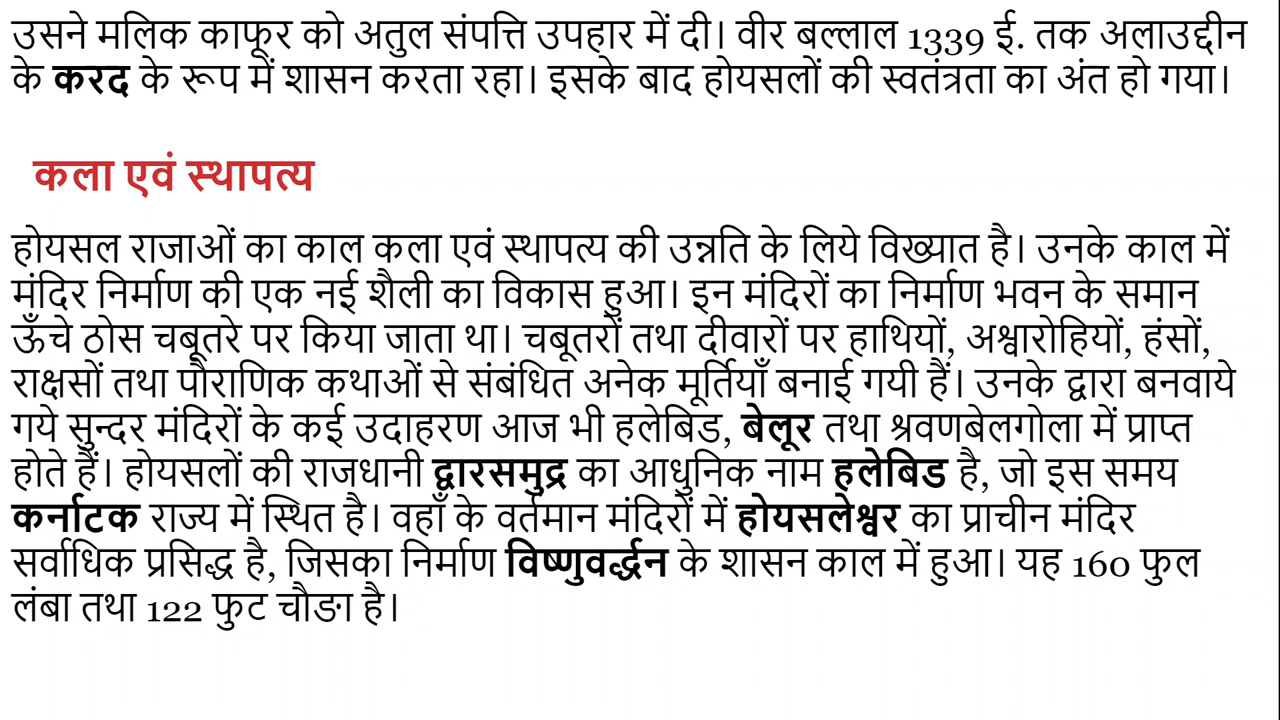 उसने मलिक काफूर को अतुल संपत्ति उपहार में दी। वीर बल्लाल 1339 ई. तक अलाउद्दीन
के करद के रूप में शासन करता रहा। इसके बाद होयसलों की स्वतंत्रता का अंत हो गया।
कला एवं स्थापत्य
होयसल राजाओं का काल कला एवं स्थापत्य की उन्नति के लिये विख्यात है। उनके काल में
मंदिर निर्माण की एक नई शैली का विकास हुआ। इन मंदिरों का निर्माण भवन के समान
ऊँचे ठोस चबूतरे पर किया जाता था। चबूतरों तथा दीवारों पर हाथियों, अश्वारोहियों, हंसों,
राक्षसों तथा पौराणिक कथाओं से संबंधित अनेक मूर्तियाँ बनाई गयी हैं। उनके द्वारा बनवाये
गये सुन्दर मंदिरों के कई उदाहरण आज भी हलेबिड, बेलूर तथा श्रवणबेलगोला में प्राप्त
होते हैं। होयसलों की राजधानी द्वारसमुद्र का आधुनिक नाम हलेबिड है, जो इस समय
कर्नाटक राज्य में स्थित है। वहाँ के वर्तमान मंदिरों में होयसलेश्वर का प्राचीन मंदिर
सर्वाधिक प्रसिद्ध है, जिसका निर्माण विष्णुवर्द्धन के शासन काल में हुआ। यह 160 फुल
लंबा तथा 122 फुट चौङा है।